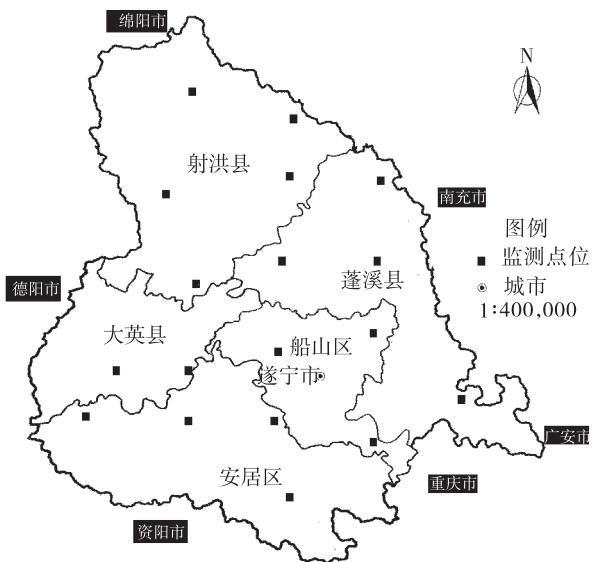 绵阳市
N
射洪县
南充市
图例
监测点位
蓬溪县
城市
德阳市
1:400,000
大英县
船山区
遂宁市
广安市
安居区
重庆市
资阳市